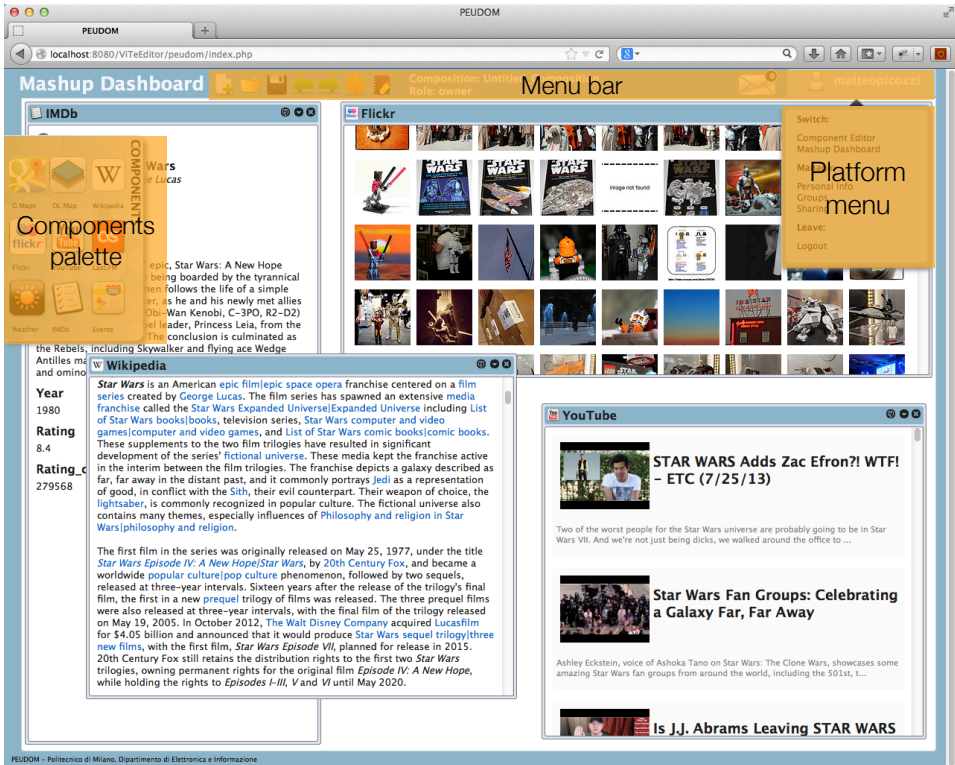 PEUDOM
PEUDOM
localhost:8080/ViTeEditor/peudom/index.php
Mashup Dashboard
Composition: Untitled
Role: owner
Menu bar
0
matteopicozzi
IMDb
Wars
Lucas
epic, Star Wars: A New Hope
being boarded by the tyrannical
then follows the life of a simple
as he and his newly met allies
Obi-Wan Kenobi, C-3PO, R2-D2)
leader, Princess Leia, from the
The conclusion is culminated as
the Rebels, including Skywalker and flying ace Wedge
Antilles
and
Year
1980
Rating
8.4
279568
COMPONENT
G Maps
OL Map
Wikipedia
Flickr
YouTube
Last FM
Weather
IMDb
Events
Components
palette
Flickr
image not found
Switch:
Component Editor
Mashup Dashboard
Personal Info
Groups
Sharing
Leave:
Logout
Platform
menu
Wikipedia
Star Wars is an American epic film|epic space opera franchise centered on a film
series created by George Lucas. The film series has spawned an extensive media
franchise called the Star Wars Expanded Universe|Expanded Universe including List
of Star Wars books|books, television series, Star Wars computer and video
games|computer and video games, and List of Star Wars comic books|comic books.
These supplements to the two film trilogies have resulted in significant
development of the series' fictional universe. These media kept the franchise active
in the interim between the film trilogies. The franchise depicts a galaxy described as
far, far away in the distant past, and it commonly portrays Jedi as a representation
of good, in conflict with the Sith, their evil counterpart. Their weapon of choice, the
lightsaber, is commonly recognized in popular culture. The fictional universe also
contains many themes, especially influences of Philosophy and religion in Star
Wars|philosophy and religion.
The first film in the series was originally released on May 25, 1977, under the title
Star Wars Episode IV: A New Hope|Star Wars, by 20th Century Fox, and became a
worldwide popular culture|pop culture phenomenon, followed by two sequels,
released at three-year intervals. Sixteen years after the release of the trilogy's final
film, the first in a new prequel trilogy of films was released. The three prequel films
were also released at three-year intervals, with the final film of the trilogy released
on May 19, 2005. In October 2012, The Walt Disney Company acquired Lucasfilm
for $4.05 billion and announced that it would produce Star Wars sequel trilogy|three
new films, with the first film, Star Wars Episode VII, planned for release in 2015.
20th Century Fox still retains the distribution rights to the first two Star Wars
trilogies, owning permanent rights for the original film Episode IV: A New Hope,
while holding the rights to Episodes I-III, V and VI until May 2020.
YouTube
STAR WARS Adds Zac Efron?! WTF!
- ETC (7/25/13)
Two of the worst people for the Star Wars universe are probably going to be in Star
Wars VII. And we're not just being dicks, we walked around the office to ...
Star Wars Fan Groups: Celebrating
a Galaxy Far, Far Away
Ashley Eckstein, voice of Ashoka Tano on Star Wars: The Clone Wars, showcases some
amazing Star Wars fan groups from around the world, including the 501st, t...
Is J.J. Abrams Leaving STAR WARS
PEUDOM - Politecnico di Milano, Dipartimento di Elettronica e Informazione